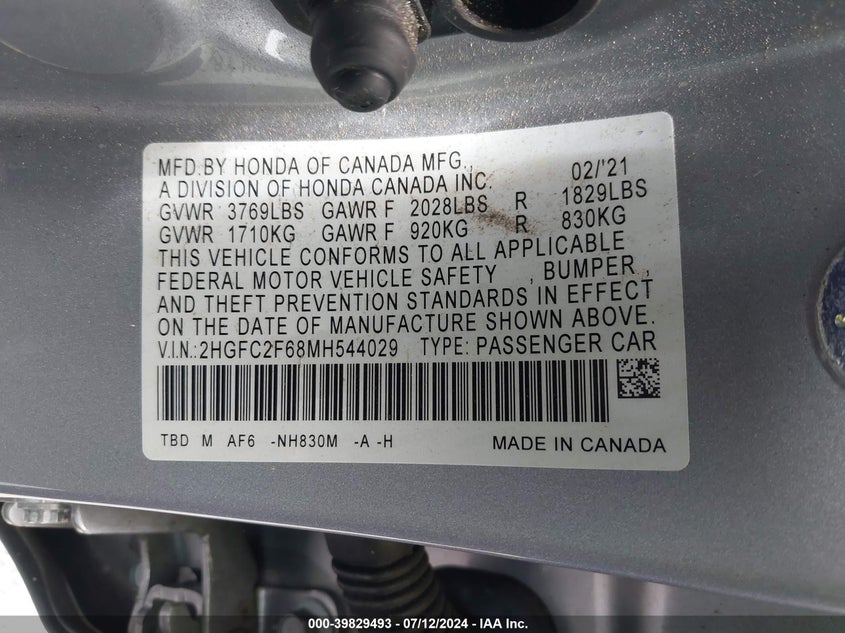 MFD.BY HONDA OF CANADA MFG., 02/'21
A DIVISION OF HONDA CANADA INC.
GVWR 3769LBS GAWR F 2028LBS R 1829LBS
GVWR 1710KG GAWR F 920KG R 830KG
THIS VEHICLE CONFORMS TO ALL APPLICABLE
FEDERAL MOTOR VEHICLE SAFETY , BUMPER ,
AND THEFT PREVENTION STANDARDS IN EFFECT
ON THE DATE OF MANUFACTURE SHOWN ABOVE.
V.I.N.:2HGFC2F68MH544029 TYPE: PASSENGER CAR
TBD M AF6 -NH830M -A -H MADE IN CANADA
000-39829493 - 07/12/2024 - IAA Inc.